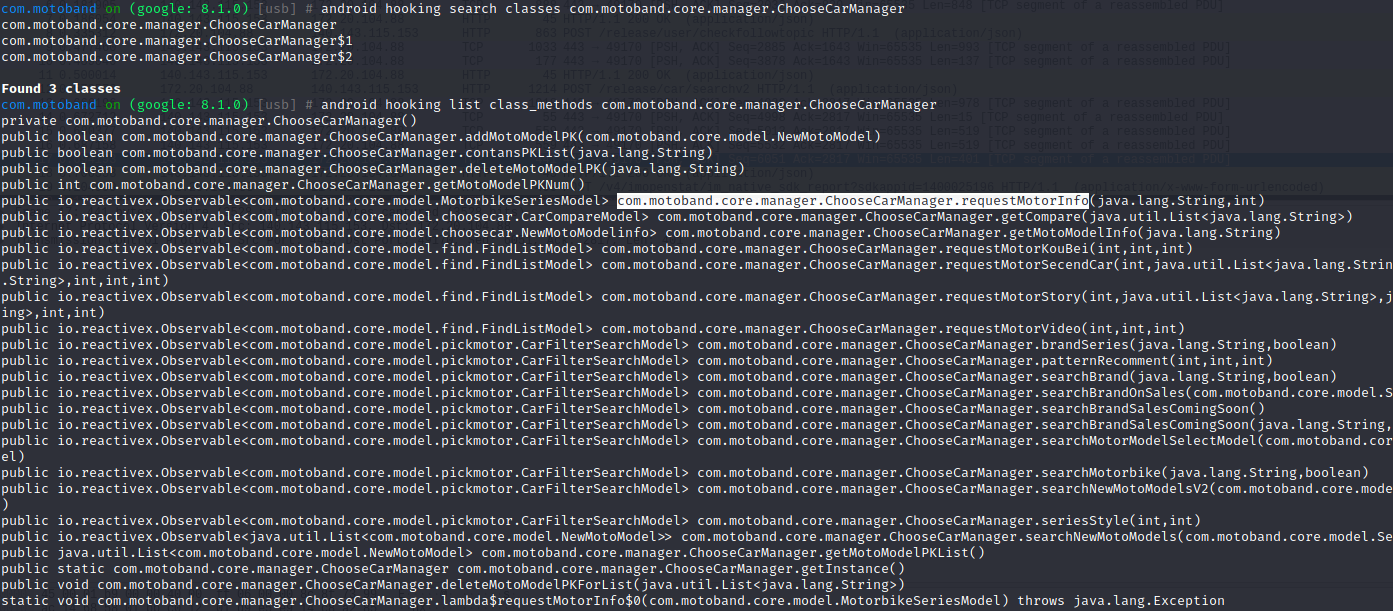 com.motoband on (google: 8.1.0) [usb] # android hooking search classes com.motoband.core.manager.ChooseCarManager
com.motoband.core.manager.ChooseCarManager
com.motoband.core.manager.ChooseCarManager$1
com.motoband.core.manager.ChooseCarManager$2
Found 3 classes
com.motoband on (google: 8.1.0) [usb] # android hooking list class_methods com.motoband.core.manager.ChooseCarManager
private com.motoband.core.manager.ChooseCarManager()
public boolean com.motoband.core.manager.ChooseCarManager.addMotoModelPK(com.motoband.core.model.NewMotoModel)
public boolean com.motoband.core.manager.ChooseCarManager.contansPKList(java.lang.String)
public boolean com.motoband.core.manager.ChooseCarManager.deleteMotoModelPK(java.lang.String)
public int com.motoband.core.manager.ChooseCarManager.getMotoModelPKNum()
public io.reactivex.Observable<com.motoband.core.model.MotorbikeSeriesModel> com.motoband.core.manager.ChooseCarManager.requestMotorInfo(java.lang.String,int)
public io.reactivex.Observable<com.motoband.core.model.choosecar.CarCompareModel> com.motoband.core.manager.ChooseCarManager.getCompare(java.util.List<java.lang.String>)
public io.reactivex.Observable<com.motoband.core.model.choosecar.NewMotoModelinfo> com.motoband.core.manager.ChooseCarManager.getMotoModelInfo(java.lang.String)
public io.reactivex.Observable<com.motoband.core.model.find.FindListModel> com.motoband.core.manager.ChooseCarManager.requestMotorKouBei(int,int,int)
public io.reactivex.Observable<com.motoband.core.model.find.FindListModel> com.motoband.core.manager.ChooseCarManager.requestMotorSecendCar(int,java.util.List<java.lang.Strin
.String>,int,int,int)
public io.reactivex.Observable<com.motoband.core.model.find.FindListModel> com.motoband.core.manager.ChooseCarManager.requestMotorStory(int,java.util.List<java.lang.String>,j
ing>,int,int)
public io.reactivex.Observable<com.motoband.core.model.find.FindListModel> com.motoband.core.manager.ChooseCarManager.requestMotorVideo(int,int,int)
public io.reactivex.Observable<com.motoband.core.model.pickmotor.CarFilterSearchModel> com.motoband.core.manager.ChooseCarManager.brandSeries(java.lang.String,boolean)
public io.reactivex.Observable<com.motoband.core.model.pickmotor.CarFilterSearchModel> com.motoband.core.manager.ChooseCarManager.patternRecomment(int,int,int)
public io.reactivex.Observable<com.motoband.core.model.pickmotor.CarFilterSearchModel> com.motoband.core.manager.ChooseCarManager.searchBrand(java.lang.String,boolean)
public io.reactivex.Observable<com.motoband.core.model.pickmotor.CarFilterSearchModel> com.motoband.core.manager.ChooseCarManager.searchBrandOnSales(com.motoband.core.model.S
public io.reactivex.Observable<com.motoband.core.model.pickmotor.CarFilterSearchModel> com.motoband.core.manager.ChooseCarManager.searchBrandSalesComingSoon()
public io.reactivex.Observable<com.motoband.core.model.pickmotor.CarFilterSearchModel> com.motoband.core.manager.ChooseCarManager.searchBrandSalesComingSoon(java.lang.String,
public io.reactivex.Observable<com.motoband.core.model.pickmotor.CarFilterSearchModel> com.motoband.core.manager.ChooseCarManager.searchMotorModelSelectModel(com.motoband.cor
el)
public io.reactivex.Observable<com.motoband.core.model.pickmotor.CarFilterSearchModel> com.motoband.core.manager.ChooseCarManager.searchMotorbike(java.lang.String,boolean)
public io.reactivex.Observable<com.motoband.core.model.pickmotor.CarFilterSearchModel> com.motoband.core.manager.ChooseCarManager.searchNewMotoModelsV2(com.motoband.core.mode
)
public io.reactivex.Observable<com.motoband.core.model.pickmotor.CarFilterSearchModel> com.motoband.core.manager.ChooseCarManager.seriesStyle(int,int)
public io.reactivex.Observable<java.util.List<com.motoband.core.model.NewMotoModel>> com.motoband.core.manager.ChooseCarManager.searchNewMotoModels(com.motoband.core.model.Se
public java.util.List<com.motoband.core.model.NewMotoModel> com.motoband.core.manager.ChooseCarManager.getMotoModelPKList()
public static com.motoband.core.manager.ChooseCarManager com.motoband.core.manager.ChooseCarManager.getInstance()
public void com.motoband.core.manager.ChooseCarManager.deleteMotoModelPKForList(java.util.List<java.lang.String>)
static void com.motoband.core.manager.ChooseCarManager.lambda$requestMotorInfo$0(com.motoband.core.model.MotorbikeSeriesModel) throws java.lang.Exception